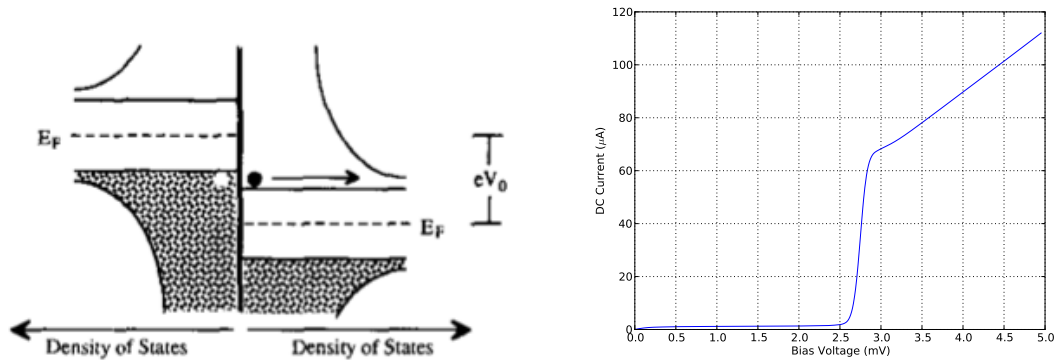 E_F
eV₀
E_F
Density of States
Density of States
120
100
80
60
40
20
0
DC Current (μA)
0.0
0.5
1.0
1.5
2.0
2.5
3.0
3.5
4.0
4.5
5.0
Bias Voltage (mV)